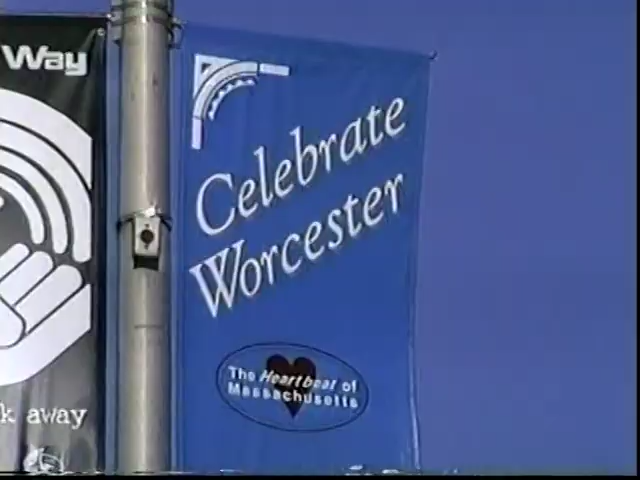 Way
k away
Celebrate
Worcester
The Heartbeat of
Massachusetts